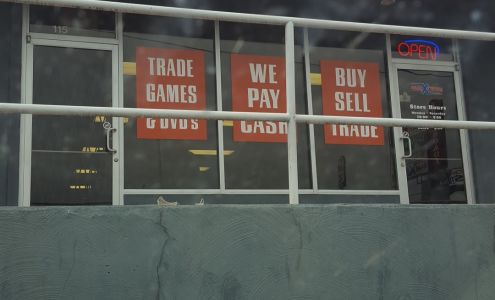 115
TRADE
GAMES
& DVD's
WE
PAY
CASH
BUY
SELL
TRADE
OPEN
Store Hours